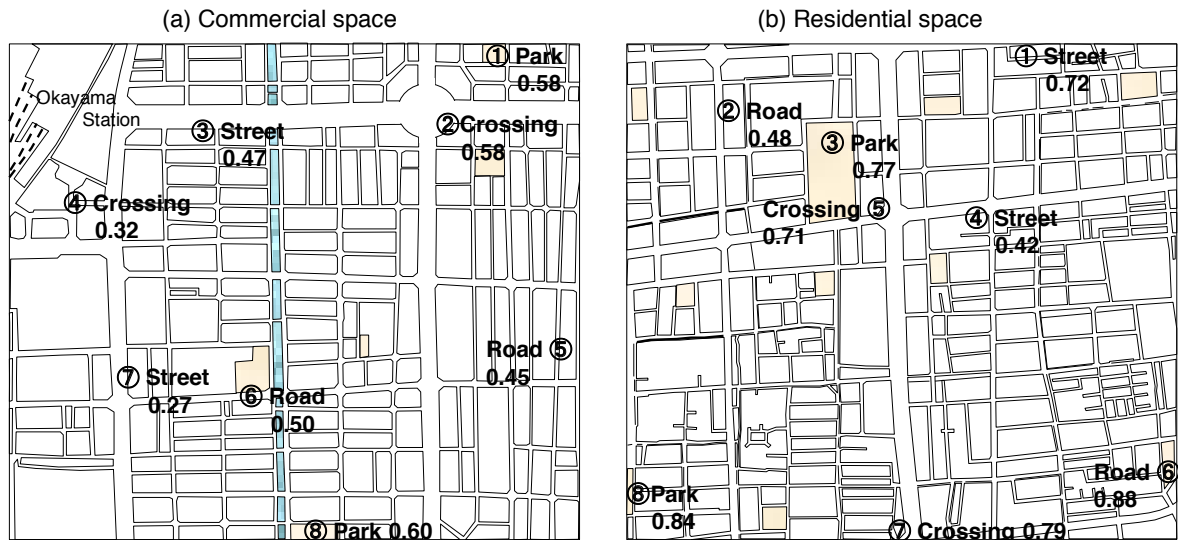 (a) Commercial space
① Park
0.58
Okayama
Station
③ Street
0.47
②Crossing
0.58
④ Crossing
0.32
Road ⑤
0.45
⑦ Street
0.27
⑥ Road
0.50
⑧ Park 0.60
(b) Residential space
① Street
0.72
② Road
0.48
③ Park
0.77
Crossing ⑤
0.71
④ Street
0.42
Road ⑥
0.88
⑧Park
0.84
⑦ Crossing 0.79